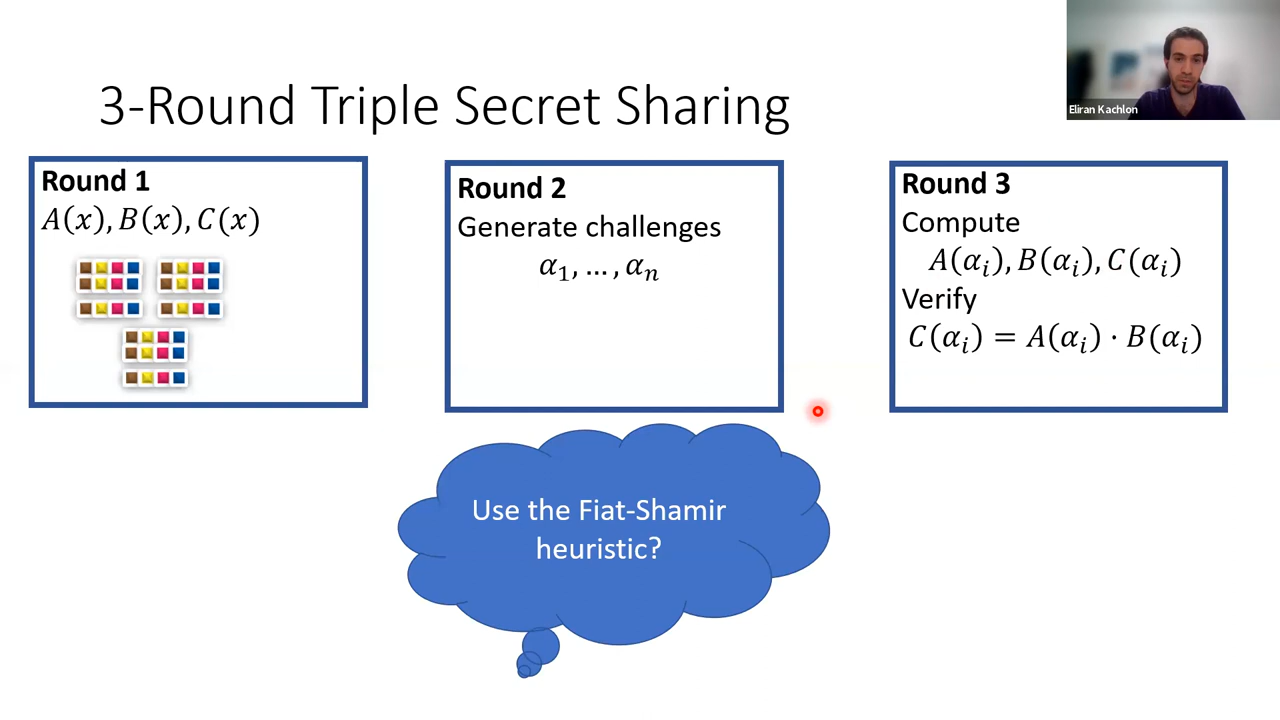 3-Round Triple Secret Sharing
Eliran Kachlon
Round 1
A(x), B(x), C(x)
Round 2
Generate challenges
α₁, … , αₙ
Round 3
Compute
A(αᵢ), B(αᵢ), C(αᵢ)
Verify
C(αᵢ) = A(αᵢ) · B(αᵢ)
Use the Fiat-Shamir
heuristic?